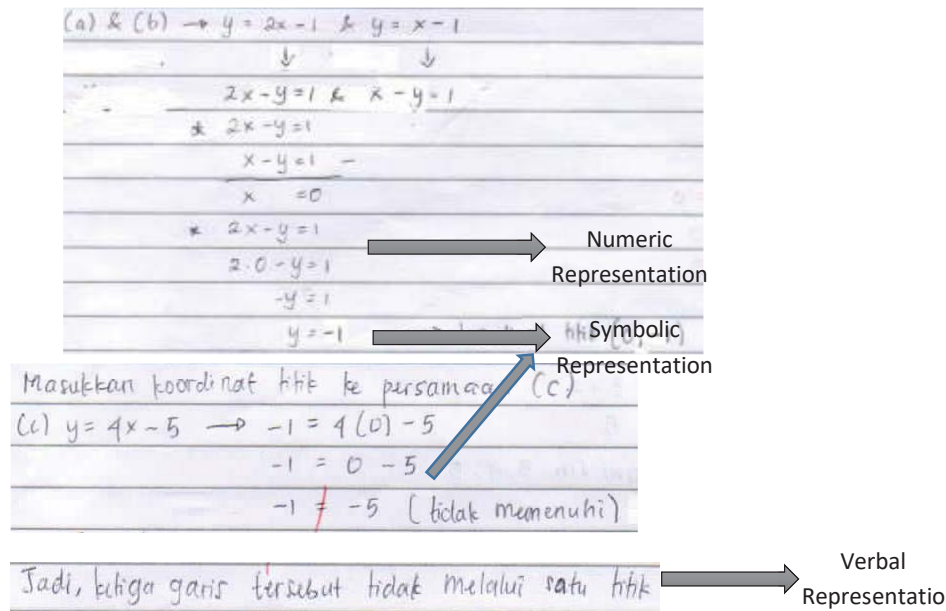 (a) & (b) → y = 2x - 1 & y = x - 1
↓ ↓
2x - y = 1 & x - y = 1
* 2x - y = 1
x - y = 1 -
x = 0
* 2x - y = 1
Numeric
Representation
2.0 - y = 1
-y = 1
y = -1
Symbolic
Representation
Masukkan koordinat titik ke persamaan (c)
(c) y = 4x - 5 → -1 = 4(0) - 5
-1 = 0 - 5
-1 ≠ -5 (tidak memenuhi)
Jadi, ketiga garis tersebut tidak melalui satu titik
Verbal
Representatio